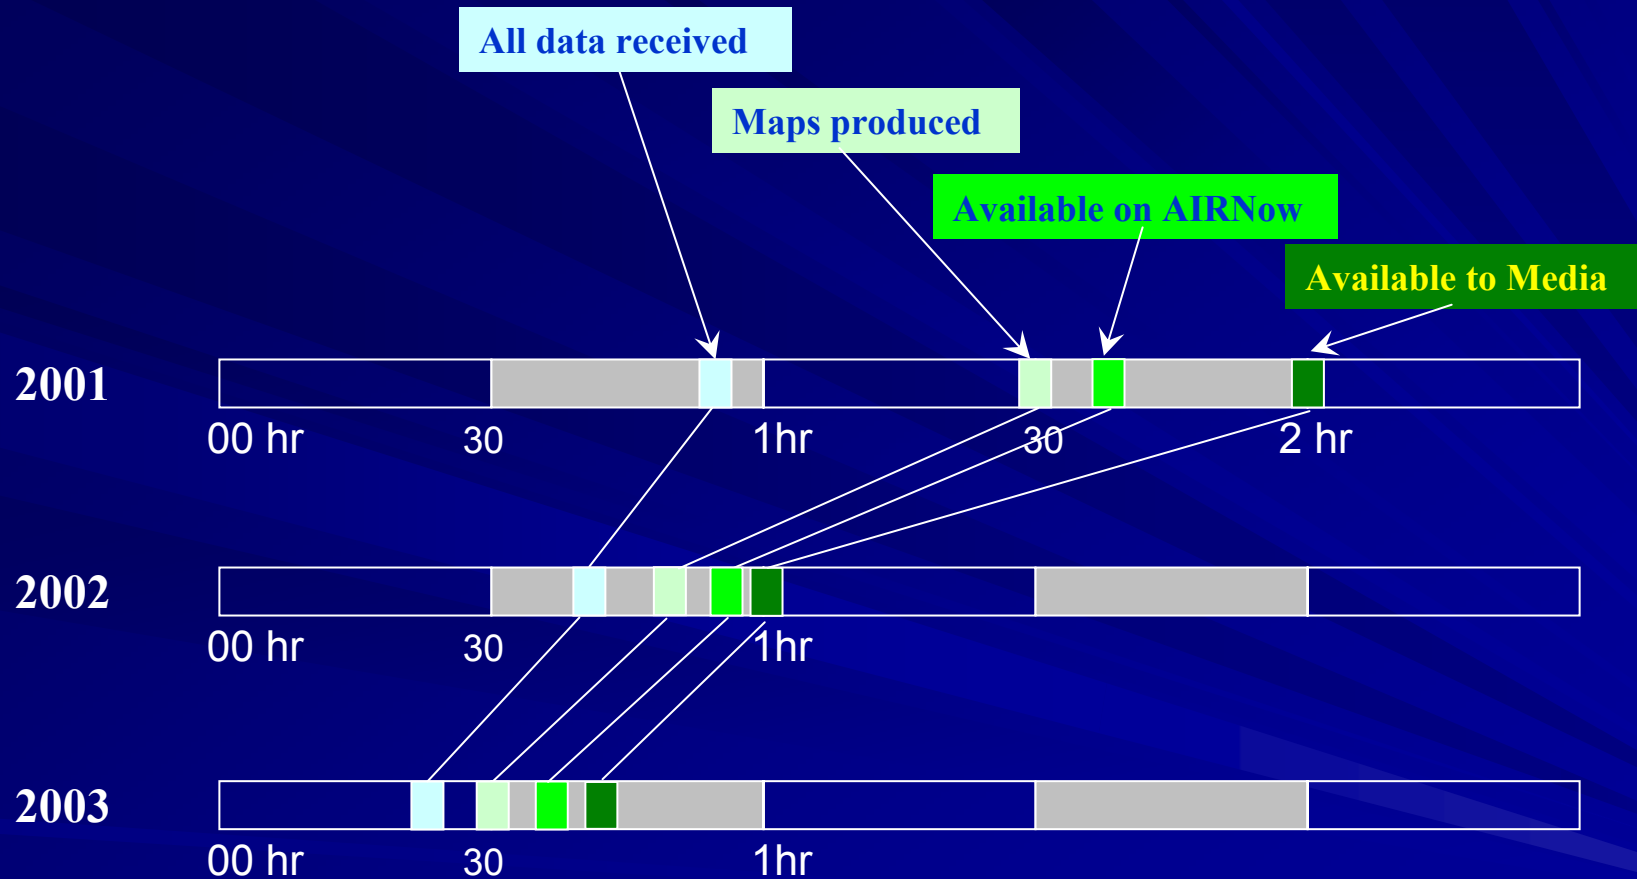 All data received
Maps produced
Available on AIRNow
Available to Media
2001
00 hr 30 1hr 30 2 hr
2002
00 hr 30 1hr
2003
00 hr 30 1hr